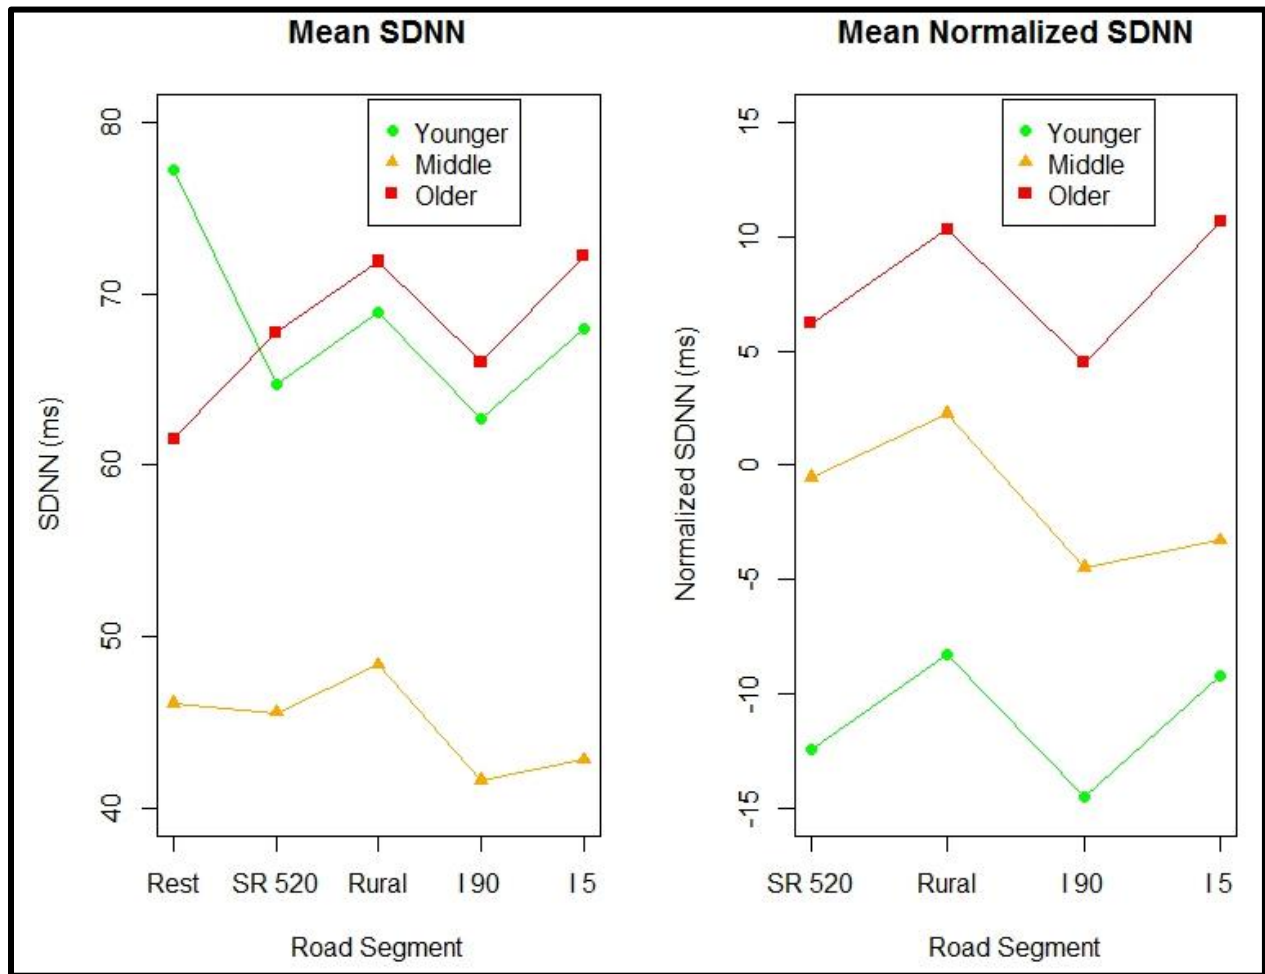 Mean SDNN
80
70
60
50
40
SDNN (ms)
Younger
Middle
Older
Rest SR 520 Rural I 90 I 5
Road Segment
Mean Normalized SDNN
15
10
5
0
-5
-10
-15
Normalized SDNN (ms)
Younger
Middle
Older
SR 520 Rural I 90 I 5
Road Segment